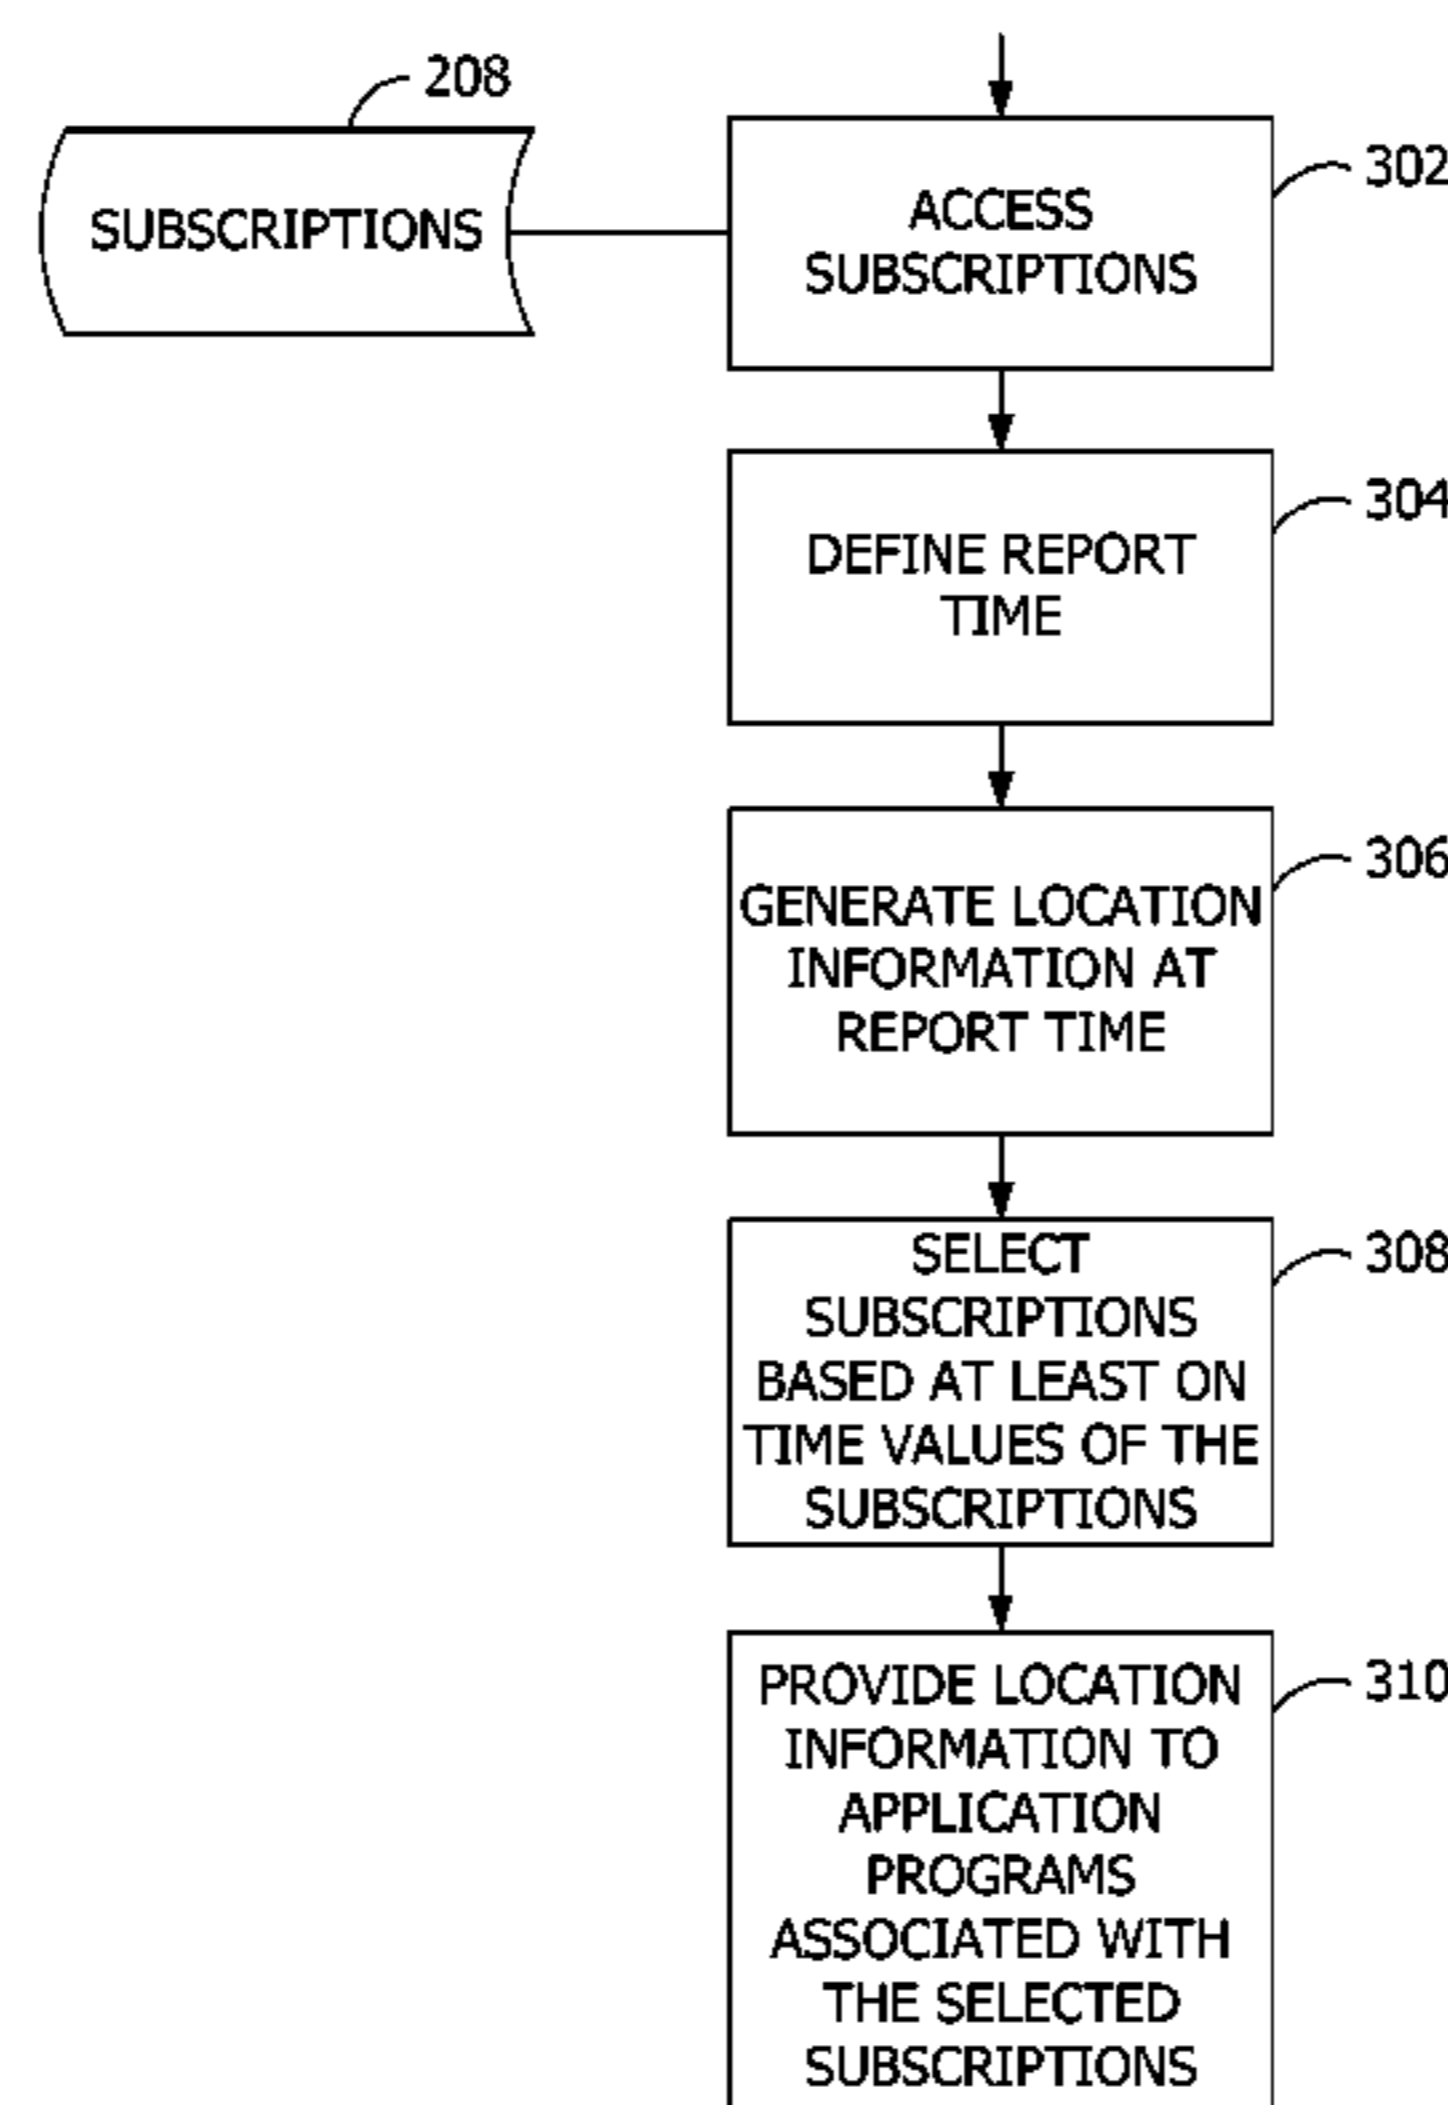 208
SUBSCRIPTIONS
302
ACCESS
SUBSCRIPTIONS
304
DEFINE REPORT
TIME
306
GENERATE LOCATION
INFORMATION AT
REPORT TIME
308
SELECT
SUBSCRIPTIONS
BASED AT LEAST ON
TIME VALUES OF THE
SUBSCRIPTIONS
310
PROVIDE LOCATION
INFORMATION TO
APPLICATION
PROGRAMS
ASSOCIATED WITH
THE SELECTED
SUBSCRIPTIONS